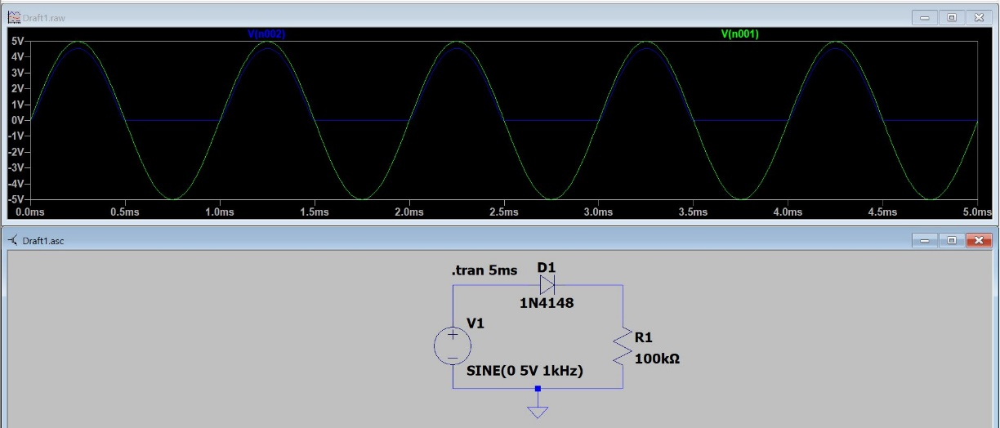 Draft1.raw
V(n002) V(n001)
5V
4V
3V
2V
1V
0V
-1V
-2V
-3V
-4V
-5V
0.0ms 0.5ms 1.0ms 1.5ms 2.0ms 2.5ms 3.0ms 3.5ms 4.0ms 4.5ms 5.0ms
Draft1.asc
.tran 5ms D1
1N4148
V1
R1
100kΩ
SINE(0 5V 1kHz)